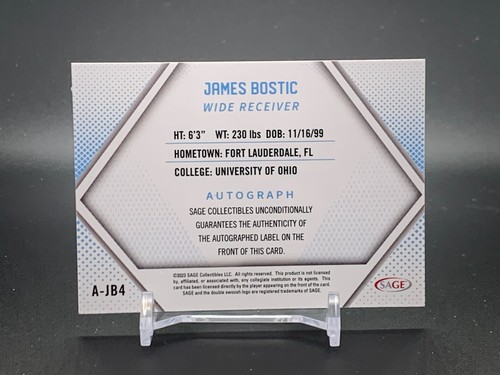 JAMES BOSTIC
WIDE RECEIVER
HT: 6'3" WT: 230 lbs DOB: 11/16/99
HOMETOWN: FORT LAUDERDALE, FL
COLLEGE: UNIVERSITY OF OHIO
AUTOGRAPH
SAGE COLLECTIBLES UNCONDITIONALLY
GUARANTEES THE AUTHENTICITY OF
THE AUTOGRAPHED LABEL ON THE
FRONT OF THIS CARD.
©2023 SAGE Collectibles LLC. All rights reserved. This product is not licensed
by, affiliated, or associated with, any collegiate institution or its agents. This
card has been licensed directly by the player appearing on the front of the card.
SAGE and the double swoosh logo are registered trademarks of SAGE.
A-JB4
SAGE